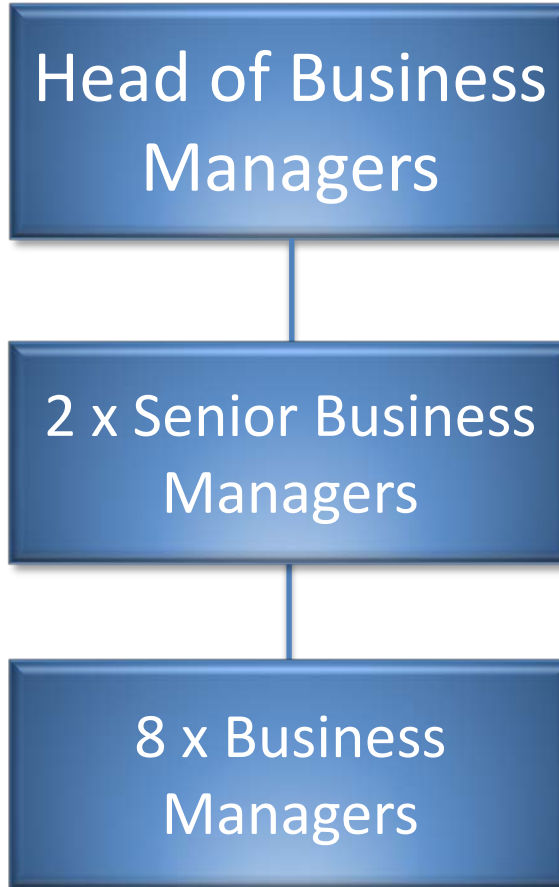 Head of Business
Managers
2 x Senior Business
Managers
8 x Business
Managers